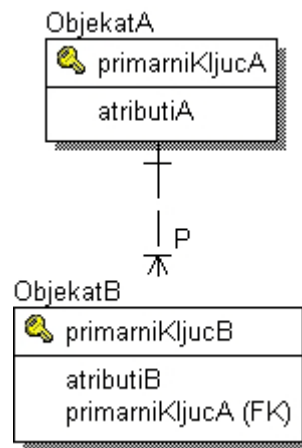 ObjekatA
primarniKljucA
atributiA
P
ObjekatB
primarniKljucB
atributiB
primarniKljucA (FK)